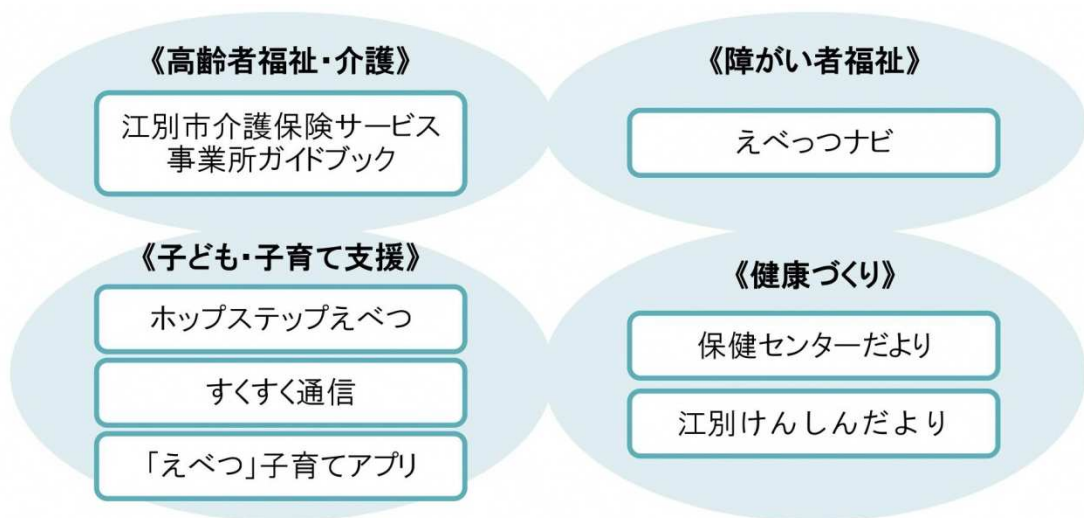 《高齢者福祉・介護》
江別市介護保険サービス
事業所ガイドブック
《障がい者福祉》
えべっつナビ
《子ども・子育て支援》
ホップステップえべつ
すくすく通信
「えべつ」子育てアプリ
《健康づくり》
保健センターだより
江別けんしんだより